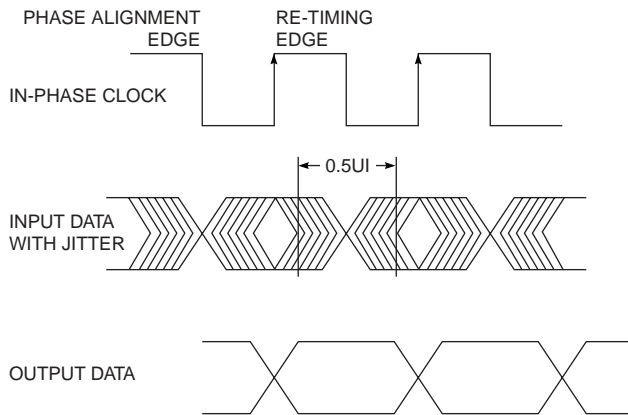 PHASE ALIGNMENT
EDGE
RE-TIMING
EDGE
IN-PHASE CLOCK
0.5UI
INPUT DATA
WITH JITTER
OUTPUT DATA